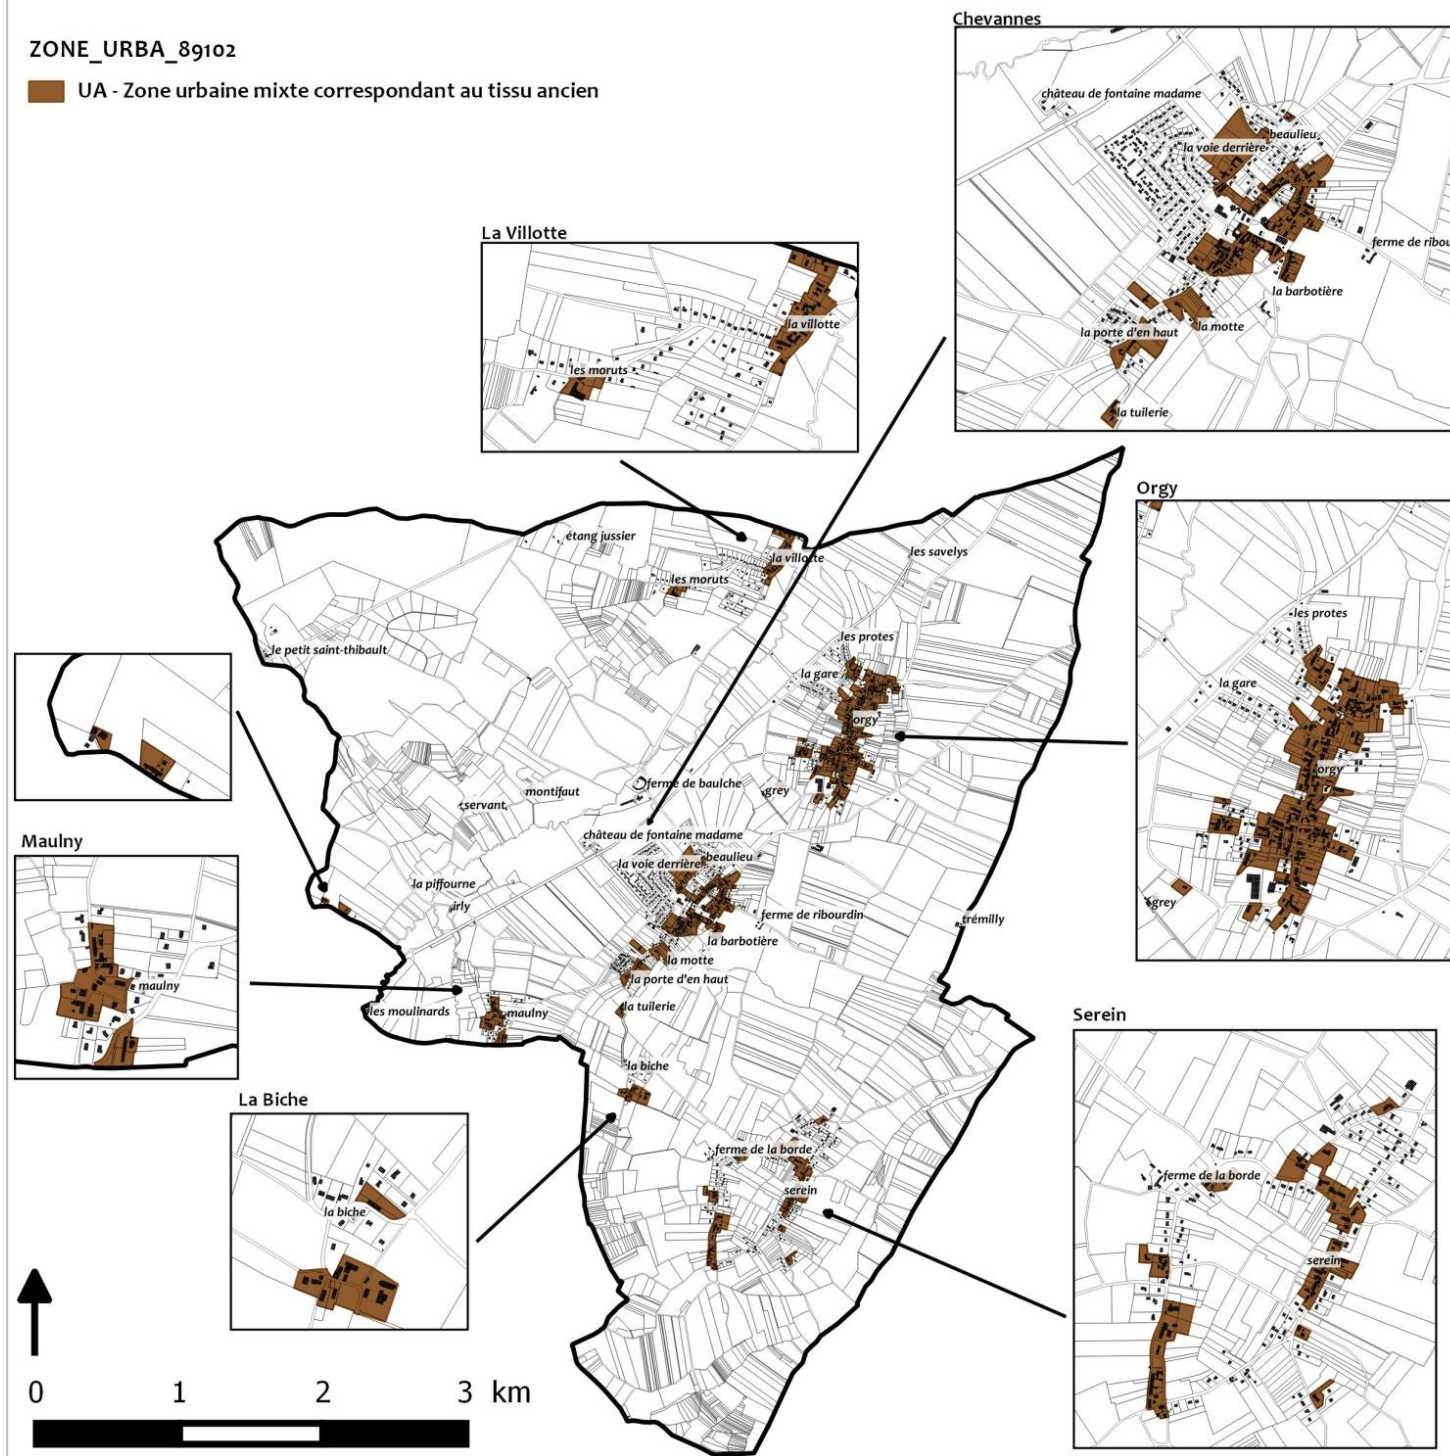 ZONE_URBA_89102
UA - Zone urbaine mixte correspondant au tissu ancien
Chevannes
château de fontaine madame
beaulieu
la voie derrière
la barbotière
la motte
la porte d'en haut
la tuilerie
La Villotte
la villotte
les moruts
Orgy
les protes
la gare
orgy
grey
étang jussier
les savelys
la villotte
les moruts
les protes
le petit saint-thibault
la gare
orgy
ferme de baulche
grey
montifaut
servant
château de fontaine madame
la voie derrière
beaulieu
la piffourne
irly
ferme de ribourdin
trémilly
la barbotière
la motte
la porte d'en haut
les moulinards
maulny
la tuilerie
la biche
ferme de la borde
serein
Maulny
maulny
La Biche
la biche
Serein
ferme de la borde
serein
0 1 2 3 km